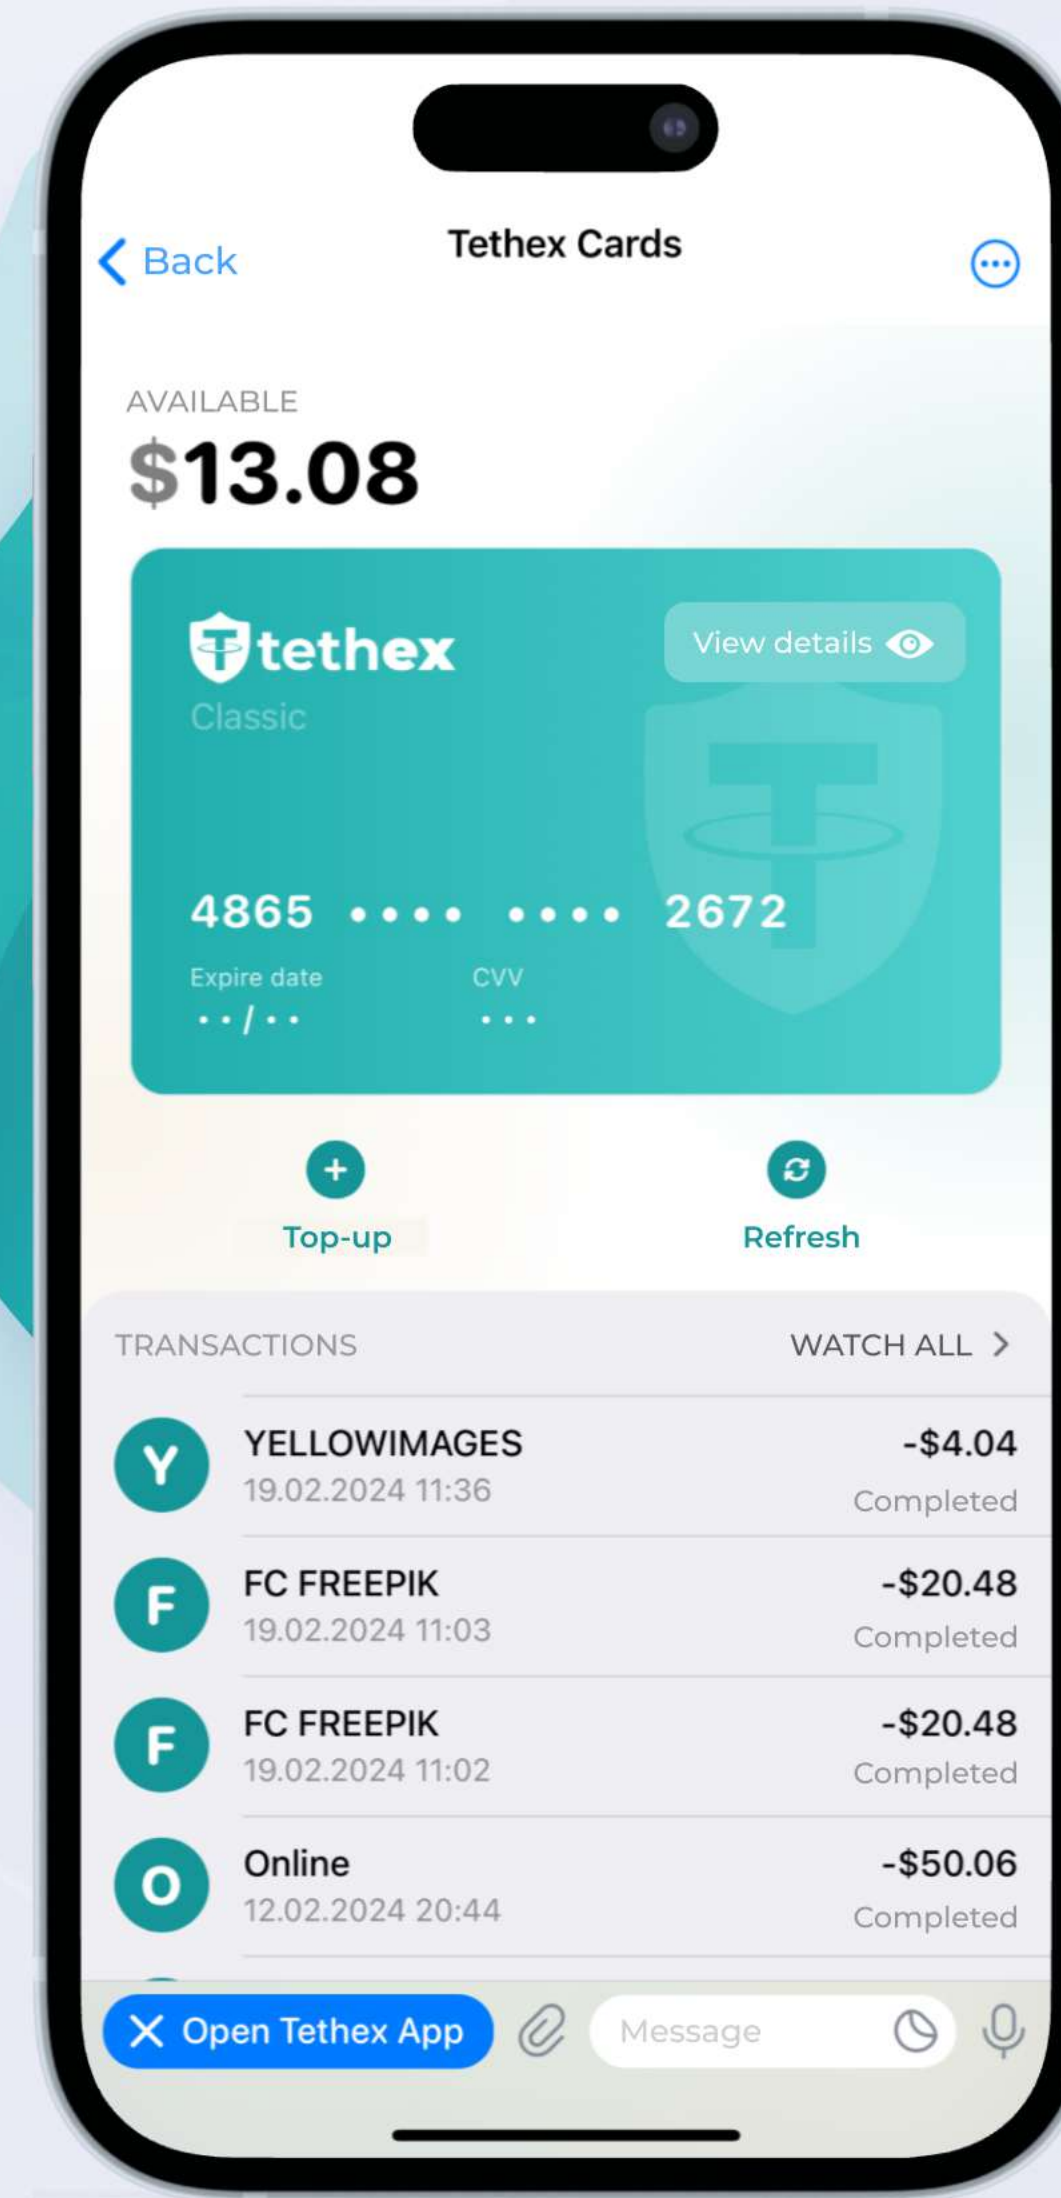 Back
Tethex Cards
AVAILABLE
$13.08
tethex
View details
Classic
4865 •••• •••• 2672
Expire date CVV
••/•• •••
Top-up Refresh
TRANSACTIONS WATCH ALL
Y YELLOWIMAGES -$4.04
19.02.2024 11:36 Completed
F FC FREEPIK -$20.48
19.02.2024 11:03 Completed
F FC FREEPIK -$20.48
19.02.2024 11:02 Completed
O Online -$50.06
12.02.2024 20:44 Completed
Open Tethex App Message